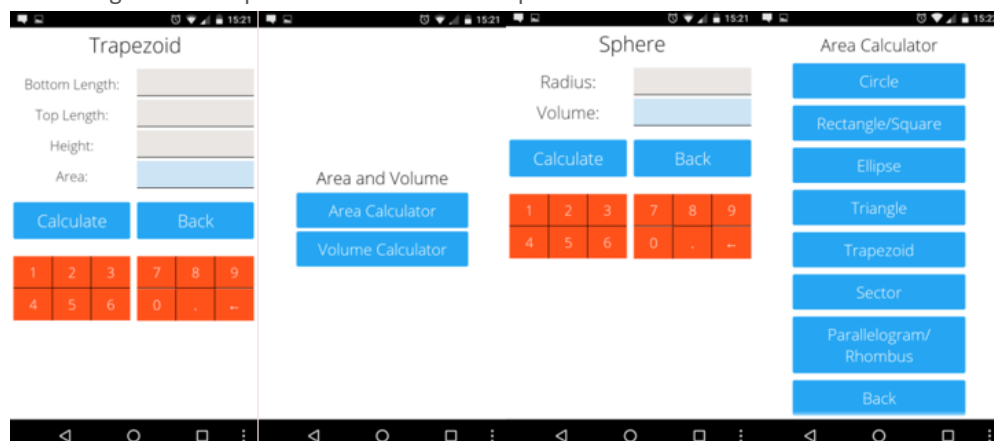 15:21
Trapezoid
Bottom Length:
Top Length:
Height:
Area:
Calculate Back
1 2 3 7 8 9
4 5 6 0 . ←
15:21
Area and Volume
Area Calculator
Volume Calculator
15:21
Sphere
Radius:
Volume:
Calculate Back
1 2 3 7 8 9
4 5 6 0 . ←
Area Calculator
Circle
Rectangle/Square
Ellipse
Triangle
Trapezoid
Sector
Parallelogram/
Rhombus
Back